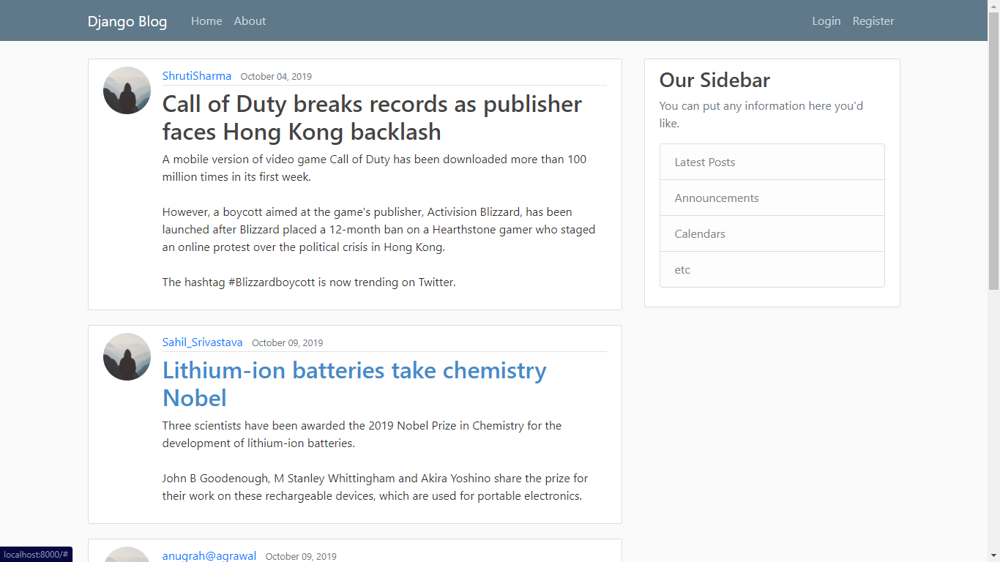 Django Blog Home About Login Register
ShrutiSharma October 04, 2019
Call of Duty breaks records as publisher
faces Hong Kong backlash
A mobile version of video game Call of Duty has been downloaded more than 100
million times in its first week.
However, a boycott aimed at the game's publisher, Activision Blizzard, has been
launched after Blizzard placed a 12-month ban on a Hearthstone gamer who staged
an online protest over the political crisis in Hong Kong.
The hashtag #Blizzardboycott is now trending on Twitter.
Sahil_Srivastava October 09, 2019
Lithium-ion batteries take chemistry
Nobel
Three scientists have been awarded the 2019 Nobel Prize in Chemistry for the
development of lithium-ion batteries.
John B Goodenough, M Stanley Whittingham and Akira Yoshino share the prize for
their work on these rechargeable devices, which are used for portable electronics.
anugrah@agrawal October 09, 2019
Our Sidebar
You can put any information here you'd
like.
Latest Posts
Announcements
Calendars
etc
localhost:8000/#